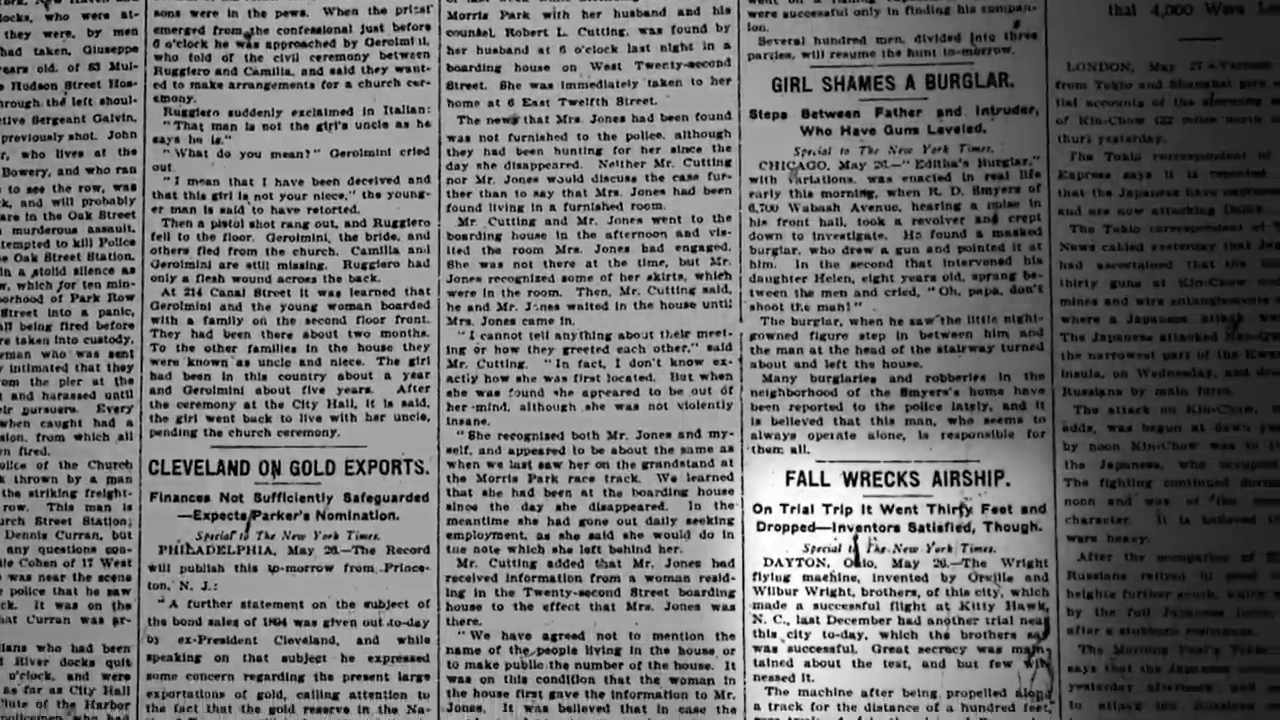 locks, who were at-
they were, by men
had taken, Giuseppe
years old, of 83 Mul-
Hudson Street Hos-
through the left shoul-
Detective Sergeant Galvin,
previously shot. John
, who lives at the
Bowery, and who ran
to see the row, was
and will probably
are in the Oak Street
murderous assault.
attempted to kill Police
Oak Street Station.
in a stolid silence as
w, which for ten min-
neighborhood of Park Row
Street into a panic,
all being fired before
were taken into custody.
man who was sent
intimated that they
from the pier at the
and harassed until
their pursuers. Every
when caught had a
, from which all
been fired.
police of the Church
thrown by a man
the striking freight-
row. This man is
Church Street Station;
Dennis Curran, but
any questions con-
Cohen of 17 West
was near the scene
police that he saw
It was on the
that Curran was ar-
who had been
River docks quit
o'clock, and were
as far as City Hall
of the Harbor
policemen who had
sons were in the pews. When the priest
emerged from the confessional just before
6 o'clock he was approached by Gerolmini,
who told of the civil ceremony between
Ruggiero and Camilla, and said they want-
ed to make arrangements for a church cer-
emony.
Ruggiero suddenly exclaimed in Italian:
"That man is not the girl's uncle as he
says he is."
"What do you mean?" Gerolmini cried
out.
"I mean that I have been deceived and
that this girl is not your niece," the young-
er man is said to have retorted.
Then a pistol shot rang out, and Ruggiero
fell to the floor. Gerolmini, the bride, and
others fled from the church. Camilla and
Gerolmini are still missing. Ruggiero had
only a flesh wound across the back.
At 214 Canal Street it was learned that
Gerolmini and the young woman boarded
with a family on the second floor front.
They had been there about two months.
To the other families in the house they
were known as uncle and niece. The girl
had been in this country about a year
and Gerolmini about five years. After
the ceremony at the City Hall, it is said,
the girl went back to live with her uncle,
pending the church ceremony.
CLEVELAND ON GOLD EXPORTS.
Finances Not Sufficiently Safeguarded
—Expects Parker's Nomination.
Special to The New York Times.
PHILADELPHIA, May 26.—The Record
will publish this to-morrow from Prince-
ton, N. J.:
"A further statement on the subject of
the bond sales of 1894 was given out to-day
by ex-President Cleveland, and while
speaking on that subject he expressed
some concern regarding the present large
exportations of gold, calling attention to
the fact that the gold reserve in the Na-
Morris Park with her husband and his
counsel, Robert L. Cutting, was found by
her husband at 6 o'clock last night in a
boarding house on West Twenty-second
Street. She was immediately taken to her
home at 6 East Twelfth Street.
The news that Mrs. Jones had been found
was not furnished to the police, although
they had been hunting for her since the
day she disappeared. Neither Mr. Cutting
nor Mr. Jones would discuss the case fur-
ther than to say that Mrs. Jones had been
found living in a furnished room.
Mr. Cutting and Mr. Jones went to the
boarding house in the afternoon and vis-
ited the room Mrs. Jones had engaged.
She was not there at the time, but Mr.
Jones recognized some of her skirts, which
were in the room. Then, Mr. Cutting said,
he and Mr. Jones waited in the house until
Mrs. Jones came in.
"I cannot tell anything about their meet-
ing or how they greeted each other," said
Mr. Cutting. "In fact, I don't know ex-
actly how she was first located. But when
she was found she appeared to be out of
her mind, although she was not violently
insane.
"She recognised both Mr. Jones and my-
self, and appeared to be about the same as
when we last saw her on the grandstand at
the Morris Park race track. We learned
that she had been at the boarding house
since the day she disappeared. In the
meantime she had gone out daily seeking
employment, as she said she would do in
the note which she left behind her.
Mr. Cutting added that Mr. Jones had
received information from a woman resid-
ing in the Twenty-second Street boarding
house to the effect that Mrs. Jones was
there.
"We have agreed not to mention the
name of the people living in the house or
to make public the number of the house. It
was on this condition that the woman in
the house first gave the information to Mr.
Jones. It was believed that in case the
were successful only in finding his compan-
ion.
Several hundred men, divided into three
parties, will resume the hunt to-morrow.
GIRL SHAMES A BURGLAR.
Steps Between Father and Intruder,
Who Have Guns Leveled.
Special to The New York Times.
CHICAGO, May 26.—"Editha's Burglar,"
with variations, was enacted in real life
early this morning, when R. D. Smyers of
6,700 Wabash Avenue, hearing a noise in
his front hall, took a revolver and crept
down to investigate. He found a masked
burglar, who drew a gun and pointed it at
him. In the second that intervened his
daughter Helen, eight years old, sprang be-
tween the men and cried, "Oh, papa, don't
shoot the man!"
The burglar, when he saw the little night-
gowned figure step in between him and
the man at the head of the stairway turned
about and left the house.
Many burglaries and robberies in the
neighborhood of the Smyers's home have
been reported to the police lately, and it
is believed that this man, who seems to
always operate alone, is responsible for
them all.
FALL WRECKS AIRSHIP.
On Trial Trip It Went Thirty Feet and
Dropped—Inventors Satisfied, Though.
Special to The New York Times.
DAYTON, Ohio, May 26.—The Wright
flying machine, invented by Orville and
Wilbur Wright, brothers, of this city, which
made a successful flight at Kitty Hawk,
N. C., last December had another trial near
this city to-day, which the brothers say
was successful. Great secrecy was main-
tained about the test, and but few wit-
nessed it.
The machine after being propelled along
a track for the distance of a hundred feet,
that 4,000 Were
LONDON, May 27.—Various
from Tokio and Shanghai give
tial accounts of the storming
of Kin-Chow (32 miles north
thur) yesterday.
The Tokio correspondent of
Express says it is reported
that the Japanese have captured
and are now attacking
The Tokio correspondent of
News cabled yesterday that
had ascertained that the
thirty guns at Kin-Chow
mines and wire entanglements
where a Japanese attack was
The Japanese attacked
the narrowest part of the
insula, on Wednesday, and
Russians by main force.
The attack on Kin-Chow,
adds, was begun at dawn
by noon Kin-Chow was in
the Japanese, who occupied
The fighting continued during
noon and was of the most
character. It is believed
were heavy.
After the occupation of
Russians retired to
heights further south, which
by the full Japanese
after a stubborn resistance.
The Morning Post's
says that the Japanese
yesterday afternoon and
to attack the Russians